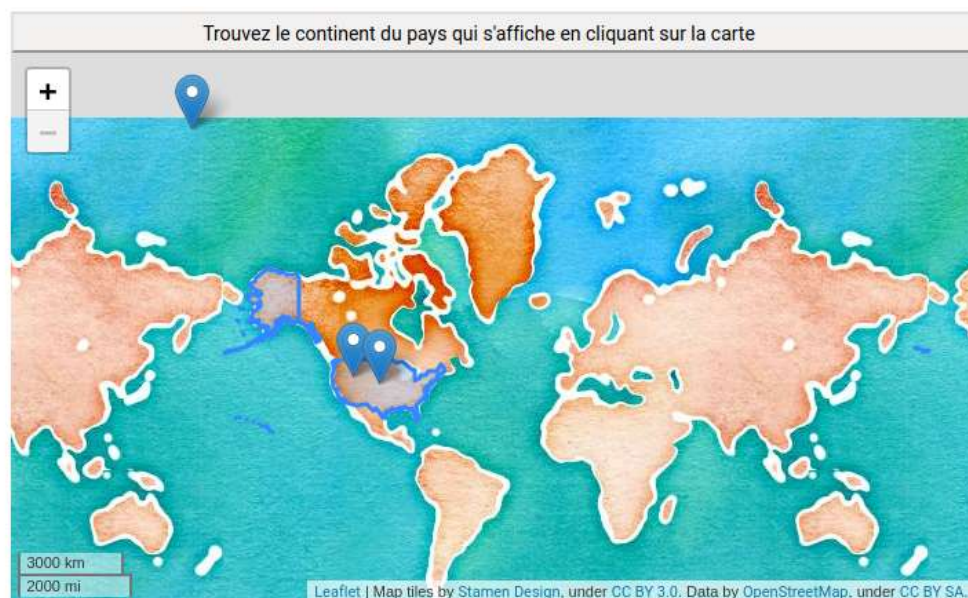 Trouvez le continent du pays qui s'affiche en cliquant sur la carte
+
−
3000 km
2000 mi
Leaflet | Map tiles by Stamen Design, under CC BY 3.0. Data by OpenStreetMap, under CC BY SA.